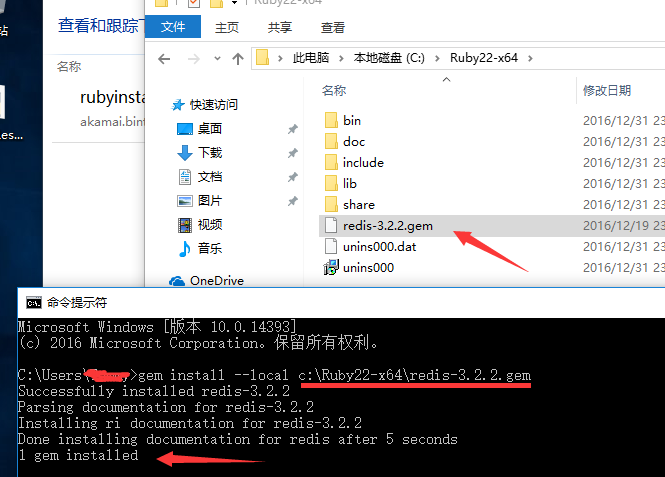 站
es...
查看和跟踪下
名称
rubyinsta
akamai.bint
Ruby22-x64
文件 主页 共享 查看
此电脑 本地磁盘 (C:) Ruby22-x64
名称 修改日期
快速访问
桌面
下载
文档
图片
视频
音乐
OneDrive
bin 2016/12/31 23
doc 2016/12/31 23
include 2016/12/31 23
lib 2016/12/31 23
share 2016/12/31 23
redis-3.2.2.gem 2016/12/19 23
unins000.dat 2016/12/31 23
unins000 2016/12/31 23
命令提示符
Microsoft Windows [版本 10.0.14393]
(c) 2016 Microsoft Corporation。保留所有权利。
C:\Users\ >gem install --local c:\Ruby22-x64\redis-3.2.2.gem
Successfully installed redis-3.2.2
Parsing documentation for redis-3.2.2
Installing ri documentation for redis-3.2.2
Done installing documentation for redis after 5 seconds
1 gem installed